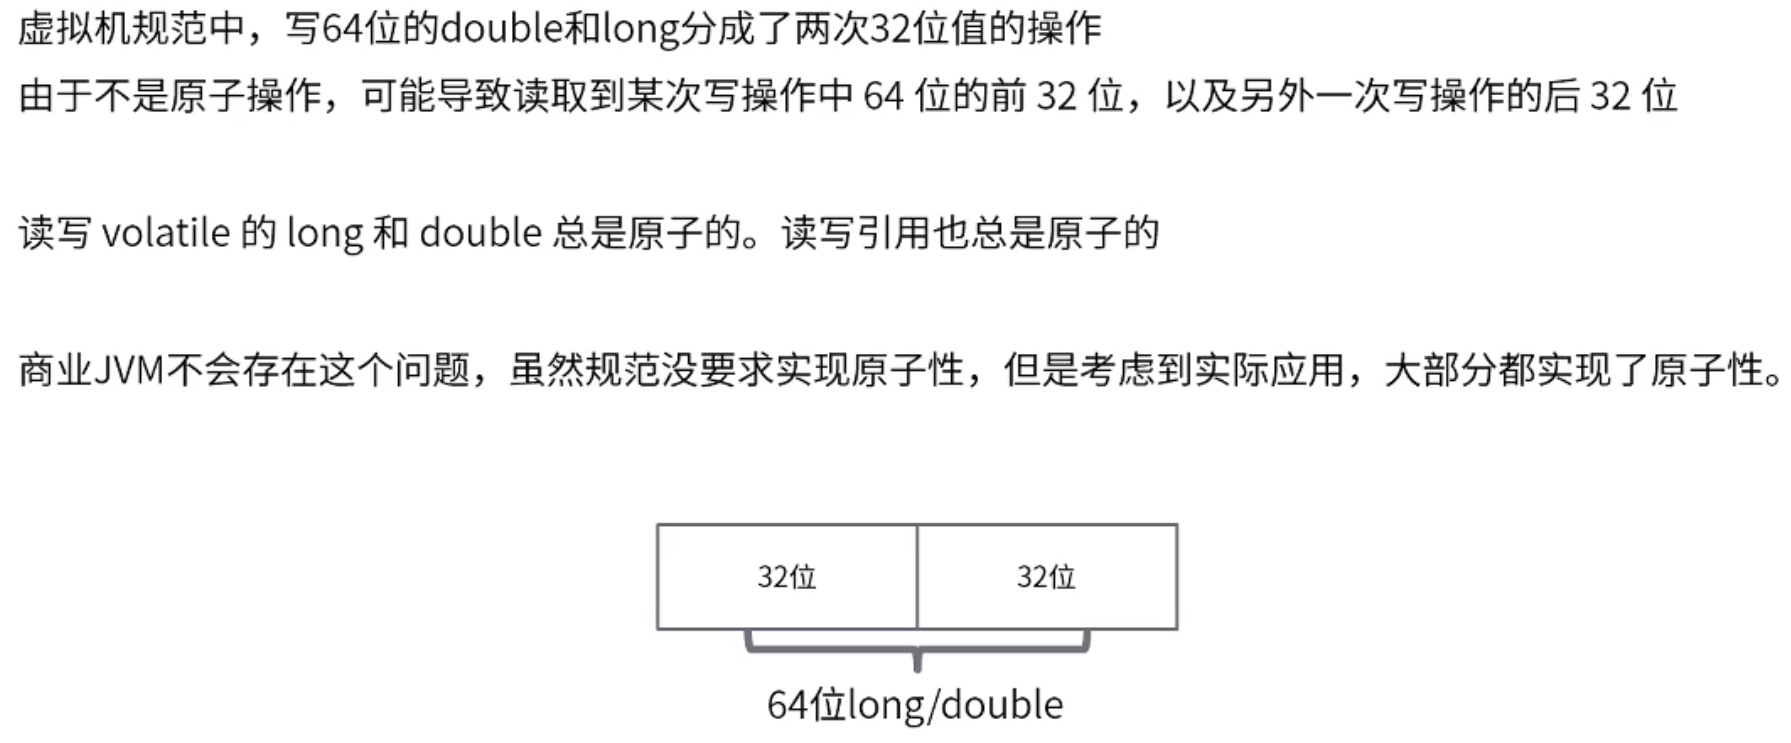 虚拟机规范中，写64位的double和long分成了两次32位值的操作
由于不是原子操作，可能导致读取到某次写操作中 64 位的前 32 位，以及另外一次写操作的后 32 位
读写 volatile 的 long 和 double 总是原子的。读写引用也总是原子的
商业JVM不会存在这个问题，虽然规范没要求实现原子性，但是考虑到实际应用，大部分都实现了原子性。
32位
32位
64位long/double